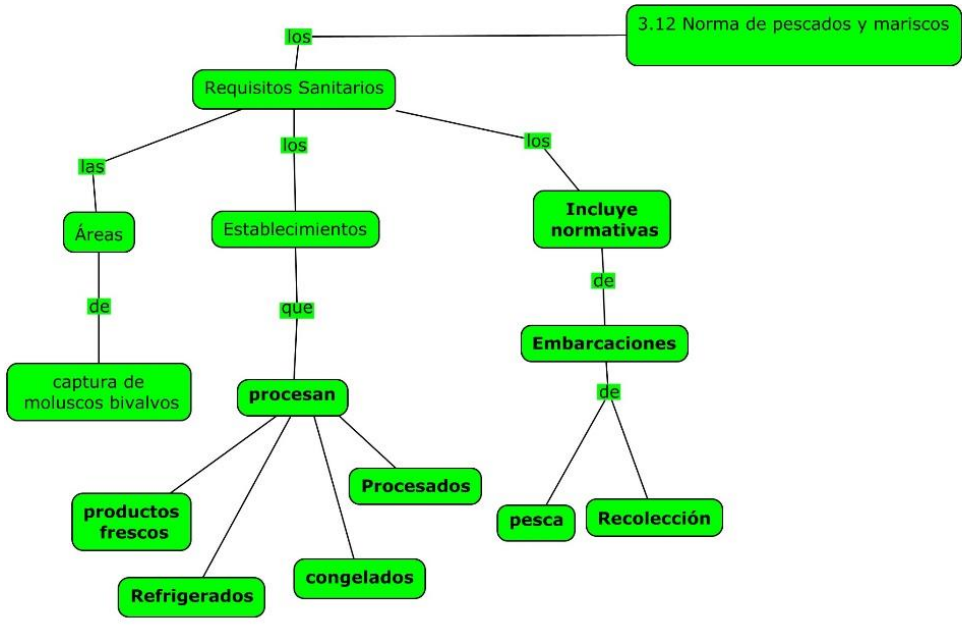 3.12 Norma de pescados y mariscos
los
Requisitos Sanitarios
las
los
los
Áreas
Establecimientos
Incluye
normativas
de
que
de
captura de
moluscos bivalvos
procesan
Embarcaciones
de
productos
frescos
Refrigerados
congelados
Procesados
pesca
Recolección